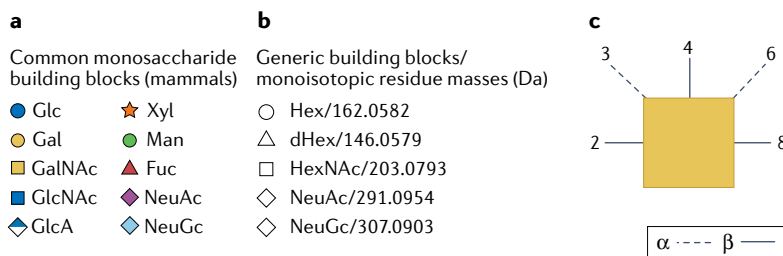 a
Common monosaccharide
building blocks (mammals)
Glc
Xyl
Gal
Man
GalNAc
Fuc
GlcNAc
NeuAc
GlcA
NeuGc
b
Generic building blocks/
monoisotopic residue masses (Da)
Hex/162.0582
dHex/146.0579
HexNAc/203.0793
NeuAc/291.0954
NeuGc/307.0903
c
3 4 6
2 8
α β